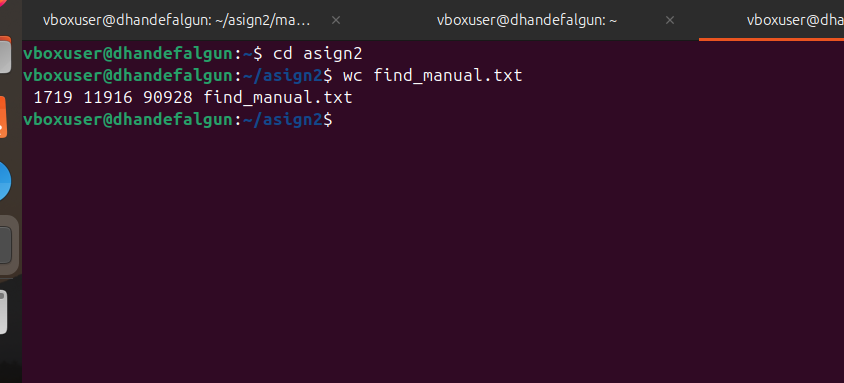 vboxuser@dhandefalgun: ~/asign2/ma... × vboxuser@dhandefalgun: ~ × vboxuser@dha
vboxuser@dhandefalgun:~$ cd asign2
vboxuser@dhandefalgun:~/asign2$ wc find_manual.txt
1719 11916 90928 find_manual.txt
vboxuser@dhandefalgun:~/asign2$